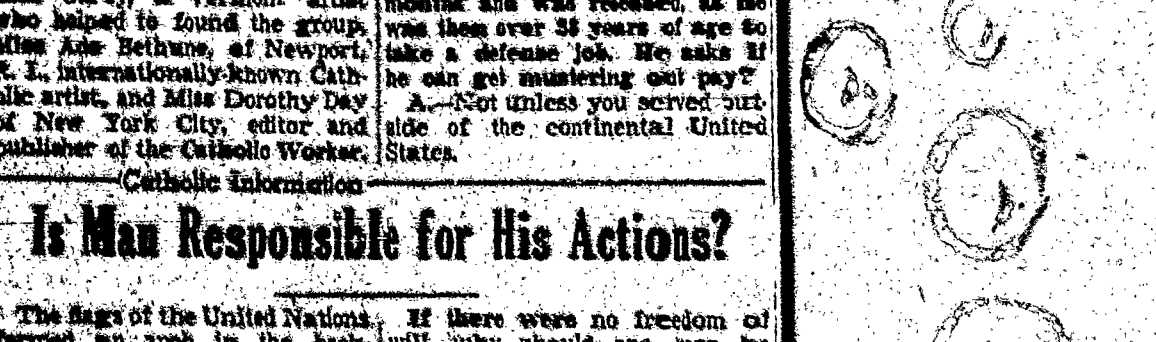 who helped to found the group,
Miss Ade Bethune, of Newport,
R. I., internationally-known Cath-
olic artist, and Miss Dorothy Day
of New York City, editor and
publisher of the Catholic Worker.
months and was released, as he
was then over 38 years of age to
take a defense job. He asks if
he can get mustering out pay?
A.—Not unless you served out-
side of the continental United
States.
Catholic Information
Is Man Responsible for His Actions?
The flags of the United Nations
If there were no freedom of